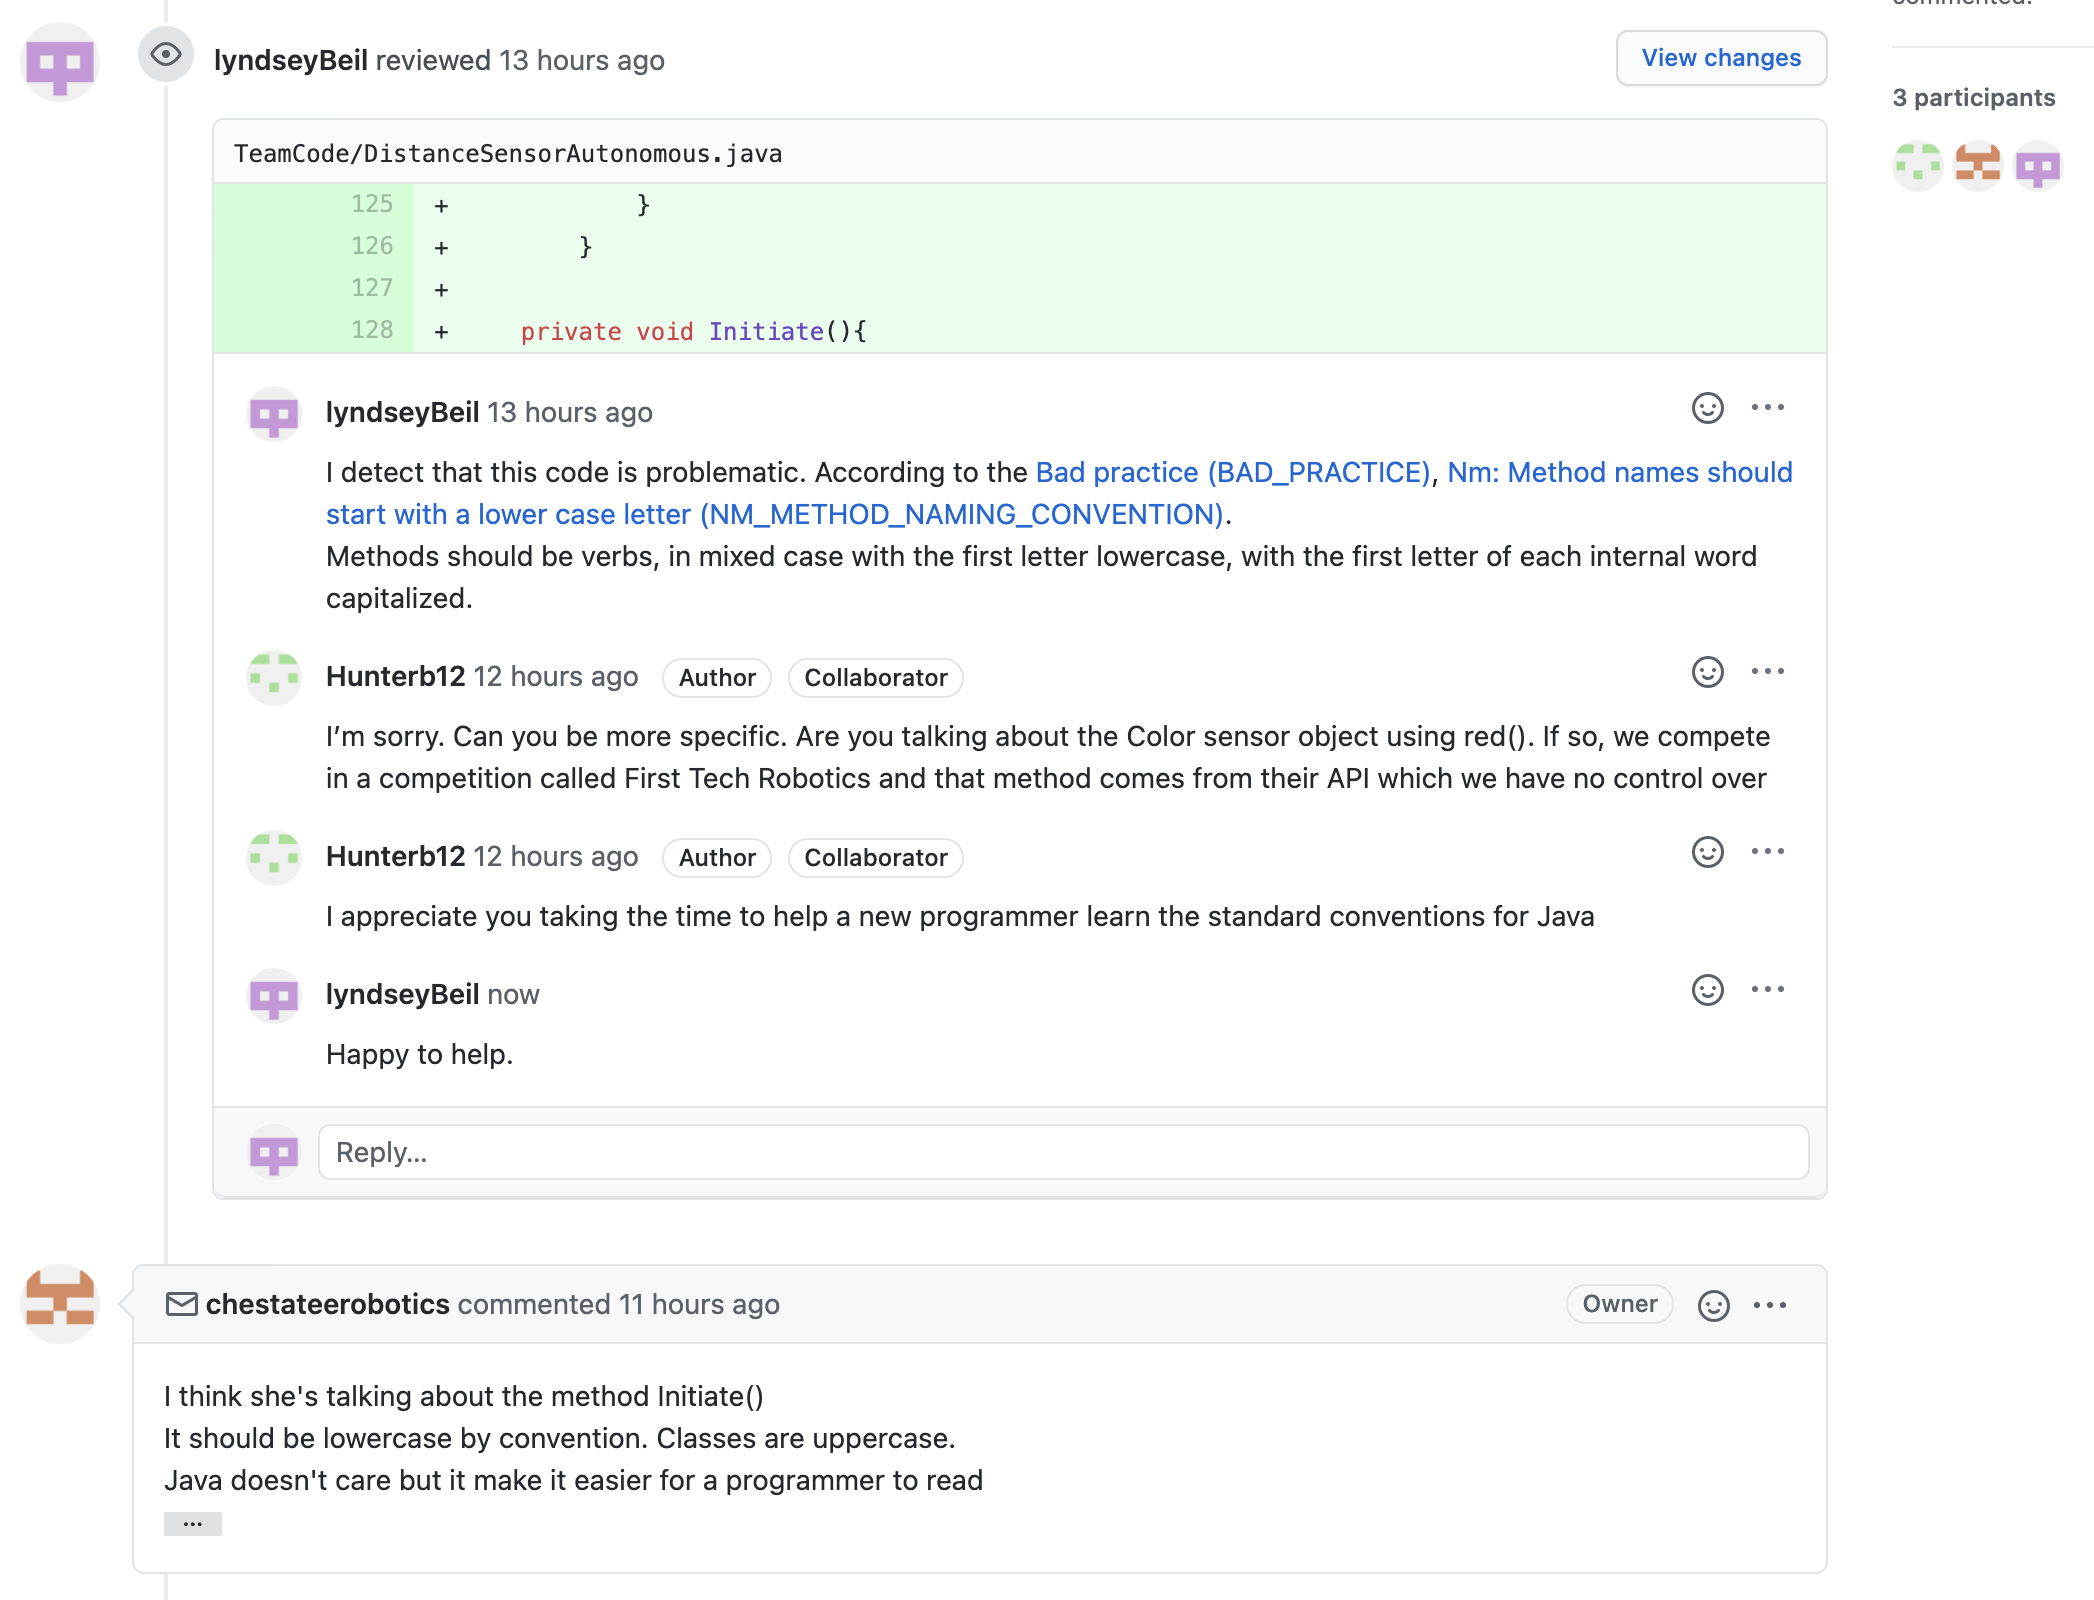 commented.
lyndseyBeil reviewed 13 hours ago
View changes
3 participants
TeamCode/DistanceSensorAutonomous.java
125 + }
126 + }
127 +
128 + private void Initiate(){
lyndseyBeil 13 hours ago
I detect that this code is problematic. According to the Bad practice (BAD_PRACTICE), Nm: Method names should
start with a lower case letter (NM_METHOD_NAMING_CONVENTION).
Methods should be verbs, in mixed case with the first letter lowercase, with the first letter of each internal word
capitalized.
Hunterb12 12 hours ago Author Collaborator
I’m sorry. Can you be more specific. Are you talking about the Color sensor object using red(). If so, we compete
in a competition called First Tech Robotics and that method comes from their API which we have no control over
Hunterb12 12 hours ago Author Collaborator
I appreciate you taking the time to help a new programmer learn the standard conventions for Java
lyndseyBeil now
Happy to help.
Reply...
chestateerobotics commented 11 hours ago Owner
I think she's talking about the method Initiate()
It should be lowercase by convention. Classes are uppercase.
Java doesn't care but it make it easier for a programmer to read
…